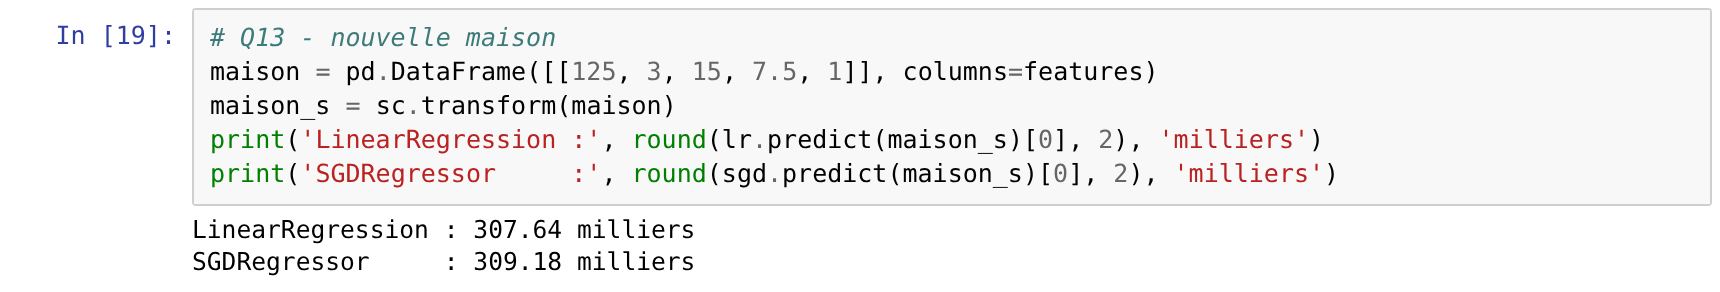 In [19]:
# Q13 - nouvelle maison
maison = pd.DataFrame([[125, 3, 15, 7.5, 1]], columns=features)
maison_s = sc.transform(maison)
print('LinearRegression :', round(lr.predict(maison_s)[0], 2), 'milliers')
print('SGDRegressor     :', round(sgd.predict(maison_s)[0], 2), 'milliers')
LinearRegression : 307.64 milliers
SGDRegressor     : 309.18 milliers